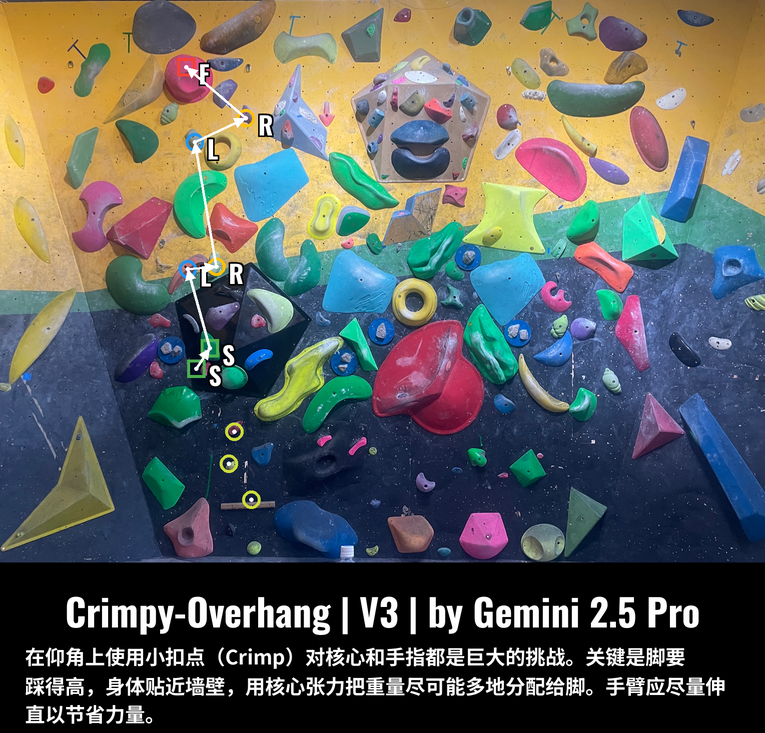 F
R
L
L R
S
S
Crimpy-Overhang | V3 | by Gemini 2.5 Pro
在仰角上使用小扣点（Crimp）对核心和手指都是巨大的挑战。关键是脚要
踩得高，身体贴近墙壁，用核心张力把重量尽可能多地分配给脚。手臂应尽量伸
直以节省力量。